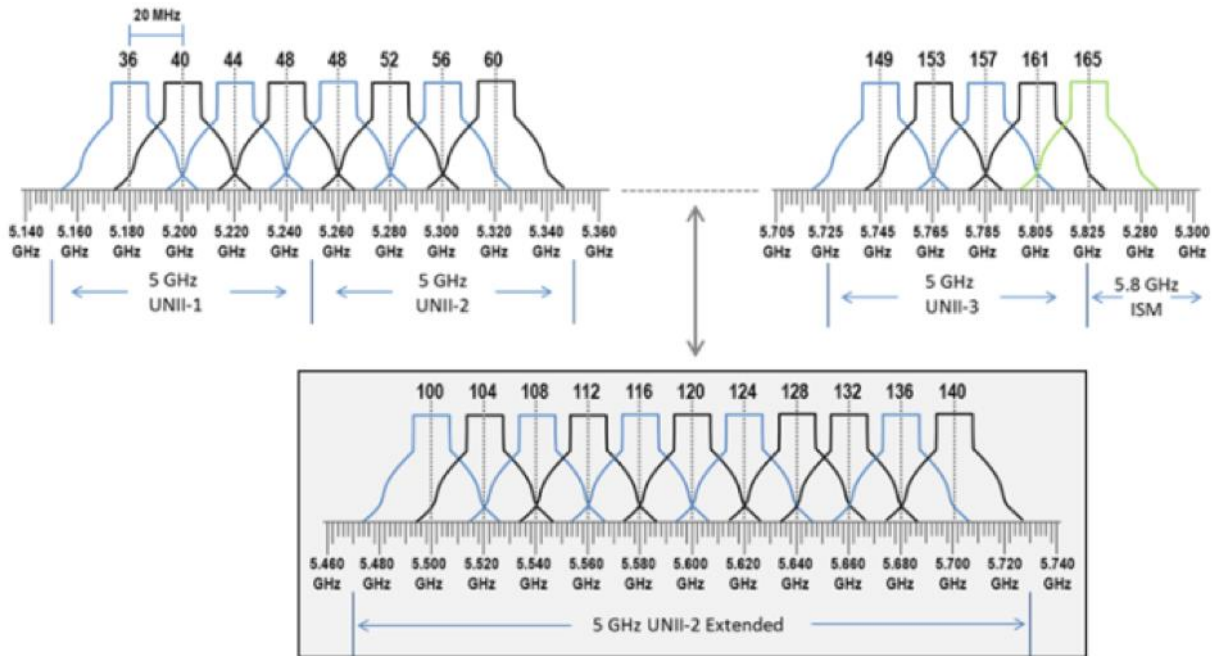 20 MHz
36 40 44 48 48 52 56 60
149 153 157 161 165
5.140 5.160 5.180 5.200 5.220 5.240 5.260 5.280 5.300 5.320 5.340 5.360
GHz GHz GHz GHz GHz GHz GHz GHz GHz GHz GHz GHz
5.705 5.725 5.745 5.765 5.785 5.805 5.825 5.280 5.300
GHz GHz GHz GHz GHz GHz GHz GHz GHz
5 GHz
UNII-1
5 GHz
UNII-2
5 GHz
UNII-3
5.8 GHz
ISM
100 104 108 112 116 120 124 128 132 136 140
5.460 5.480 5.500 5.520 5.540 5.560 5.580 5.600 5.620 5.640 5.660 5.680 5.700 5.720 5.740
GHz GHz GHz GHz GHz GHz GHz GHz GHz GHz GHz GHz GHz GHz GHz
5 GHz UNII-2 Extended